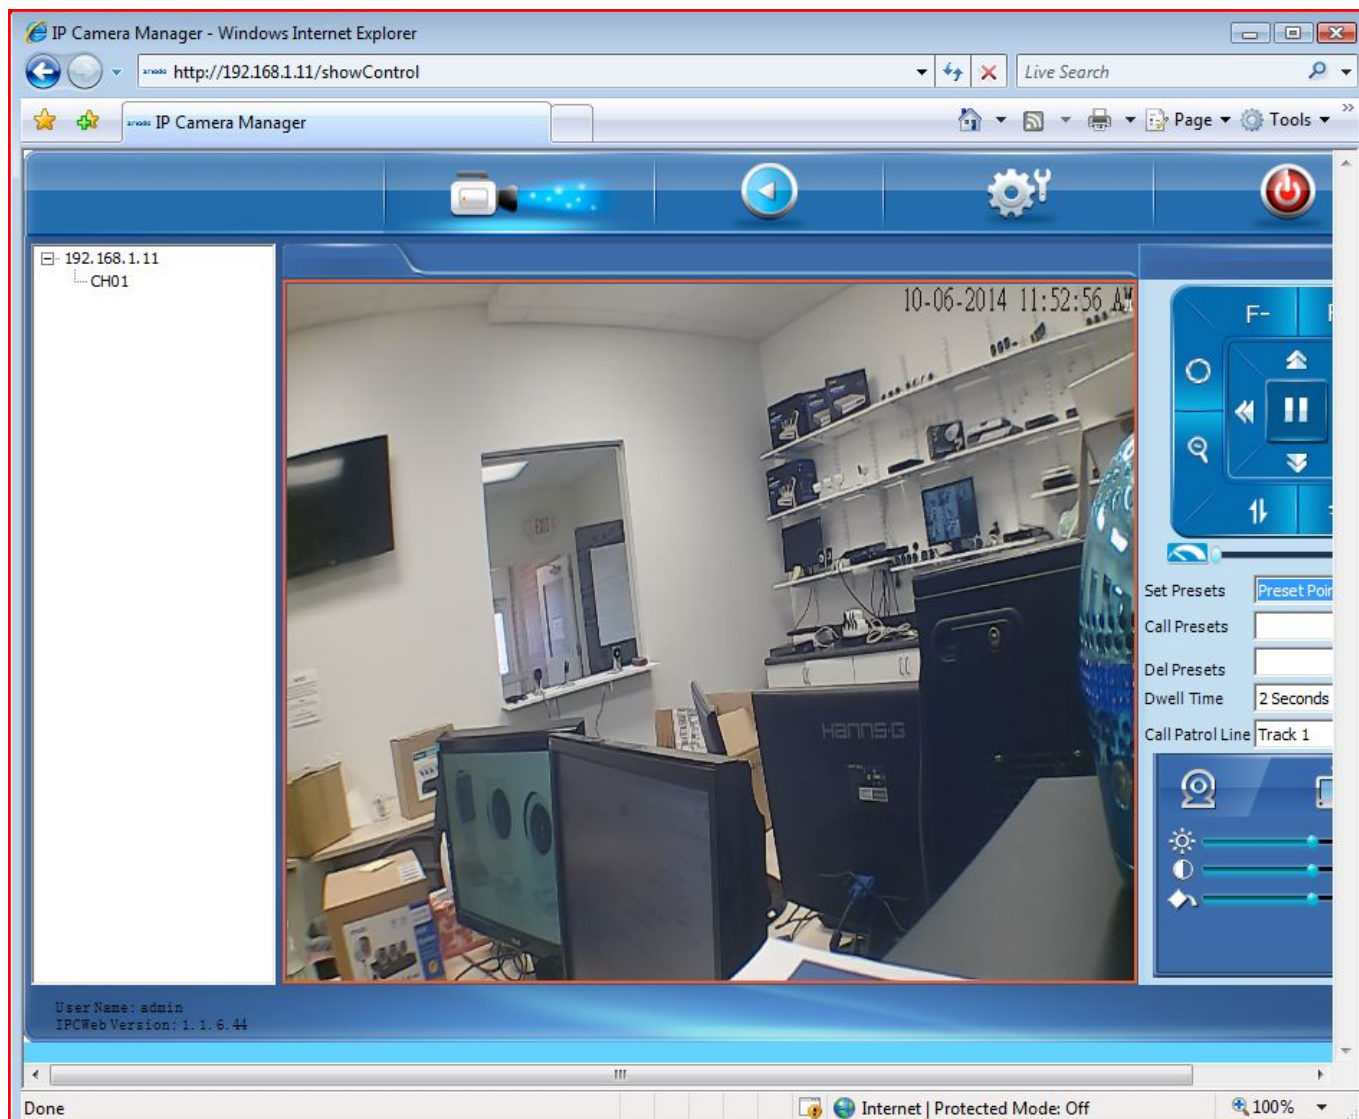 IP Camera Manager - Windows Internet Explorer
http://192.168.1.11/showControl
Live Search
IP Camera Manager
Page
Tools
192.168.1.11
CH01
10-06-2014 11:52:56 AM
F-
EXIT
HANNS·G
Set Presets
Preset Poin
Call Presets
Del Presets
Dwell Time
2 Seconds
Call Patrol Line
Track 1
User Name: admin
IPCWeb Version: 1.1.6.44
Done
Internet | Protected Mode: Off
100%